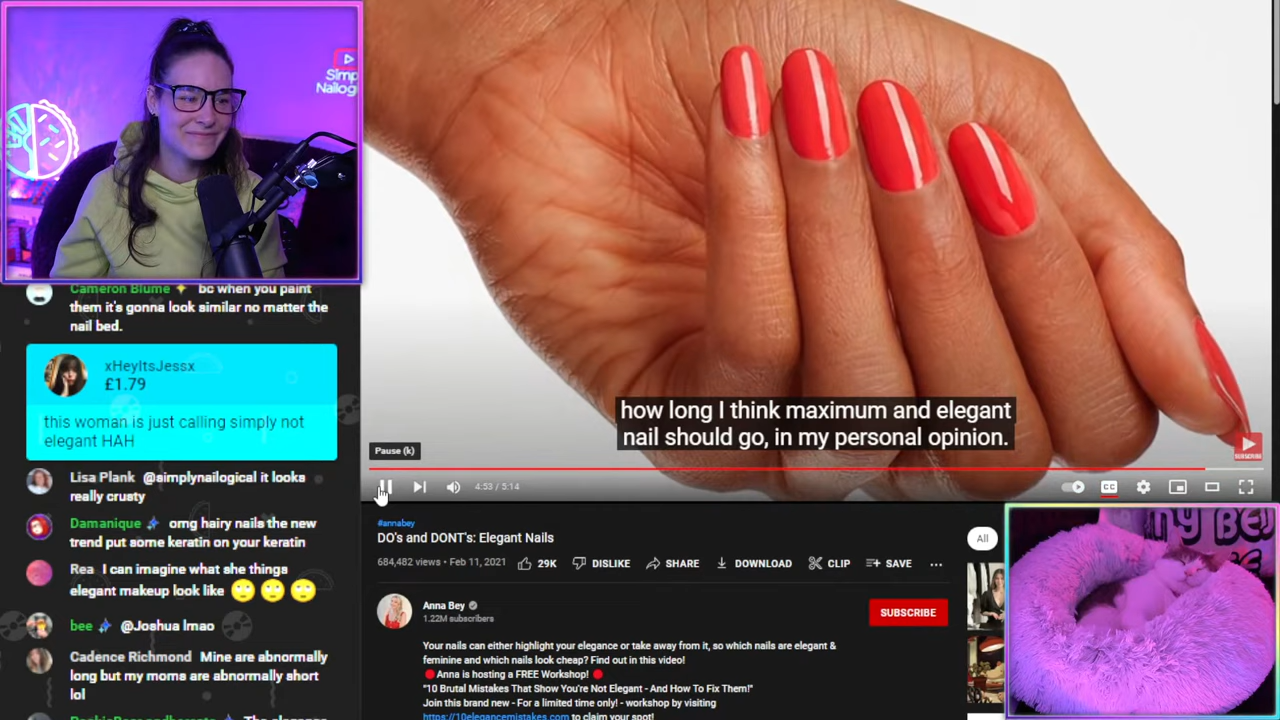 Simply
Nailogical
Cameron Blume bc when you paint
them it's gonna look similar no matter the
nail bed.
xHeyItsJessx
£1.79
this woman is just calling simply not
elegant HAH
Lisa Plank @simplynailogical it looks
really crusty
Damanique omg hairy nails the new
trend put some keratin on your keratin
Rea I can imagine what she things
elegant makeup look like
bee @Joshua lmao
Cadence Richmond Mine are abnormally
long but my moms are abnormally short
lol
how long I think maximum and elegant
nail should go, in my personal opinion.
Pause (k)
SUBSCRIBE
4:53 / 5:14
CC
#annabey
DO's and DONT's: Elegant Nails
684,482 views • Feb 11, 2021 29K DISLIKE SHARE DOWNLOAD CLIP SAVE
All
Anna Bey
1.22M subscribers
SUBSCRIBE
Your nails can either highlight your elegance or take away from it, so which nails are elegant &
feminine and which nails look cheap? Find out in this video!
Anna is hosting a FREE Workshop!
"10 Brutal Mistakes That Show You're Not Elegant - And How To Fix Them!"
Join this brand new - For a limited time only! - workshop by visiting
https://10elegancemistakes.com to claim your spot!
MY BED